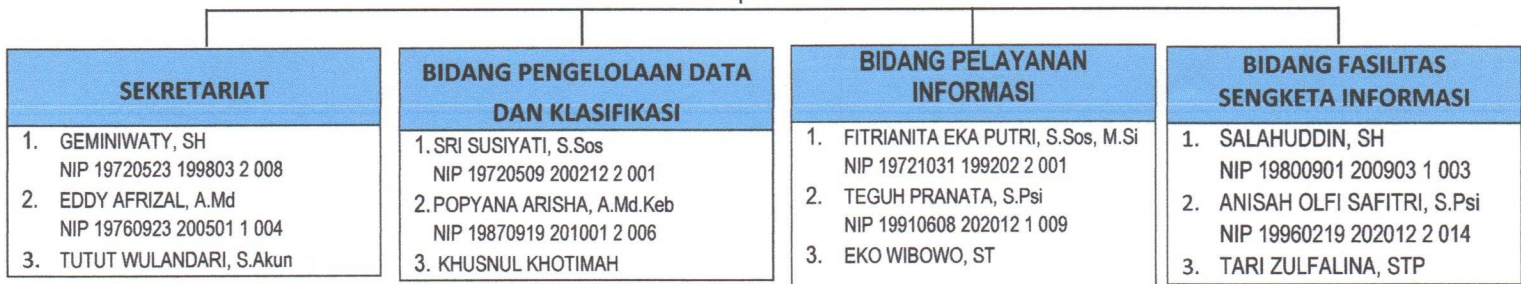 SEKRETARIAT
1. GEMINIWATY, SH
NIP 19720523 199803 2 008
2. EDDY AFRIZAL, A.Md
NIP 19760923 200501 1 004
3. TUTUT WULANDARI, S.Akun
BIDANG PENGELOLAAN DATA
DAN KLASIFIKASI
1. SRI SUSIYATI, S.Sos
NIP 19720509 200212 2 001
2. POPYANA ARISHA, A.Md.Keb
NIP 19870919 201001 2 006
3. KHUSNUL KHOTIMAH
BIDANG PELAYANAN
INFORMASI
1. FITRIANITA EKA PUTRI, S.Sos, M.Si
NIP 19721031 199202 2 001
2. TEGUH PRANATA, S.Psi
NIP 19910608 202012 1 009
3. EKO WIBOWO, ST
BIDANG FASILITAS
SENGKETA INFORMASI
1. SALAHUDDIN, SH
NIP 19800901 200903 1 003
2. ANISAH OLFI SAFITRI, S.Psi
NIP 19960219 202012 2 014
3. TARI ZULFALINA, STP